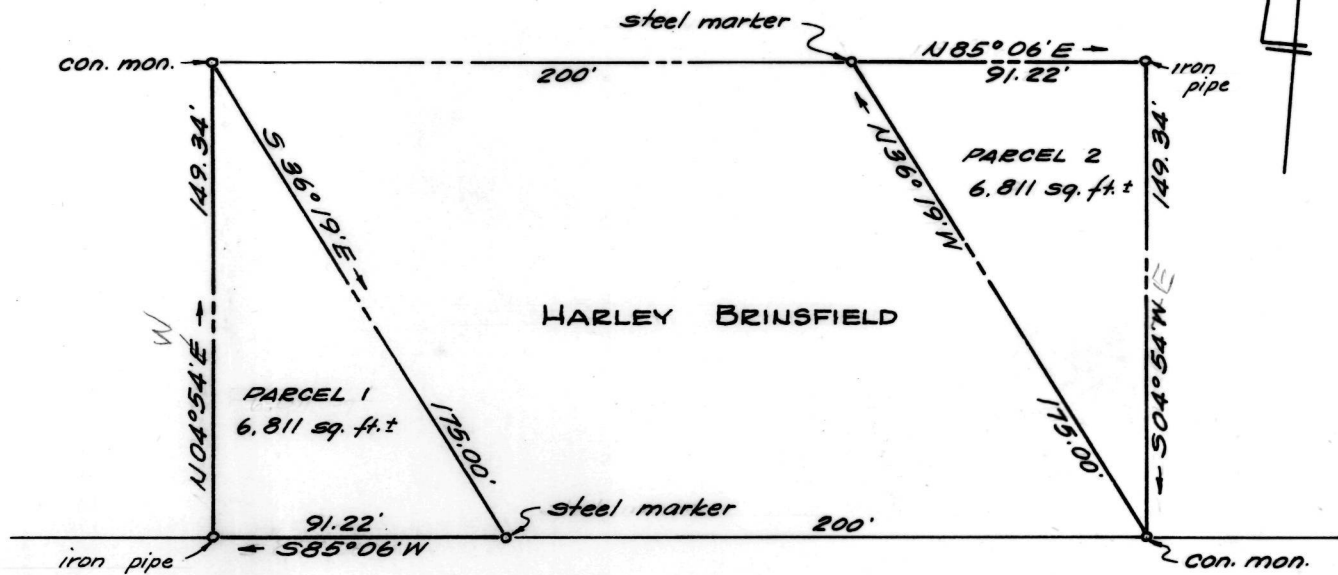 steel marker
con. mon.
200'
N85°06'E →
91.22'
iron
pipe
149.34'
S 36°19'E →
← N36°19'W
PARCEL 2
6,811 sq. ft.±
149.34'
HARLEY BRINSFIELD
W
N04°54'E →
E
← S04°54'W
PARCEL 1
6,811 sq. ft.±
175.00'
175.00'
91.22'
← S85°06'W
steel marker
200'
iron pipe
con. mon.